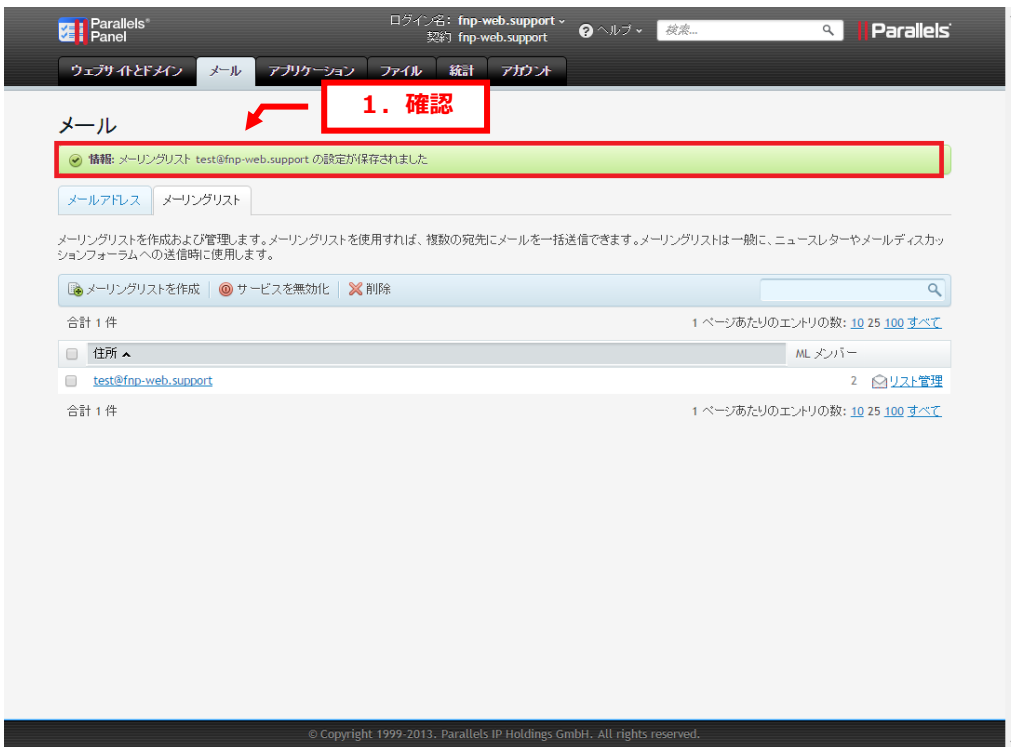 Parallels®
Panel
ログイン名: fnp-web.support
契約 fnp-web.support
ヘルプ
検索...
Parallels®
ウェブサイトとドメイン メール アプリケーション ファイル 統計 アカウント
1．確認
メール
情報: メーリングリスト test@fnp-web.support の設定が保存されました
メールアドレス メーリングリスト
メーリングリストを作成および管理します。メーリングリストを使用すれば、複数の宛先にメールを一括送信できます。メーリングリストは一般に、ニュースレターやメールディスカッ
ションフォーラムへの送信時に使用します。
メーリングリストを作成 サービスを無効化 削除
合計 1 件 1 ページあたりのエントリの数: 10 25 100 すべて
住所 ML メンバー
test@fnp-web.support 2 リスト管理
合計 1 件 1 ページあたりのエントリの数: 10 25 100 すべて
© Copyright 1999-2013. Parallels IP Holdings GmbH. All rights reserved.